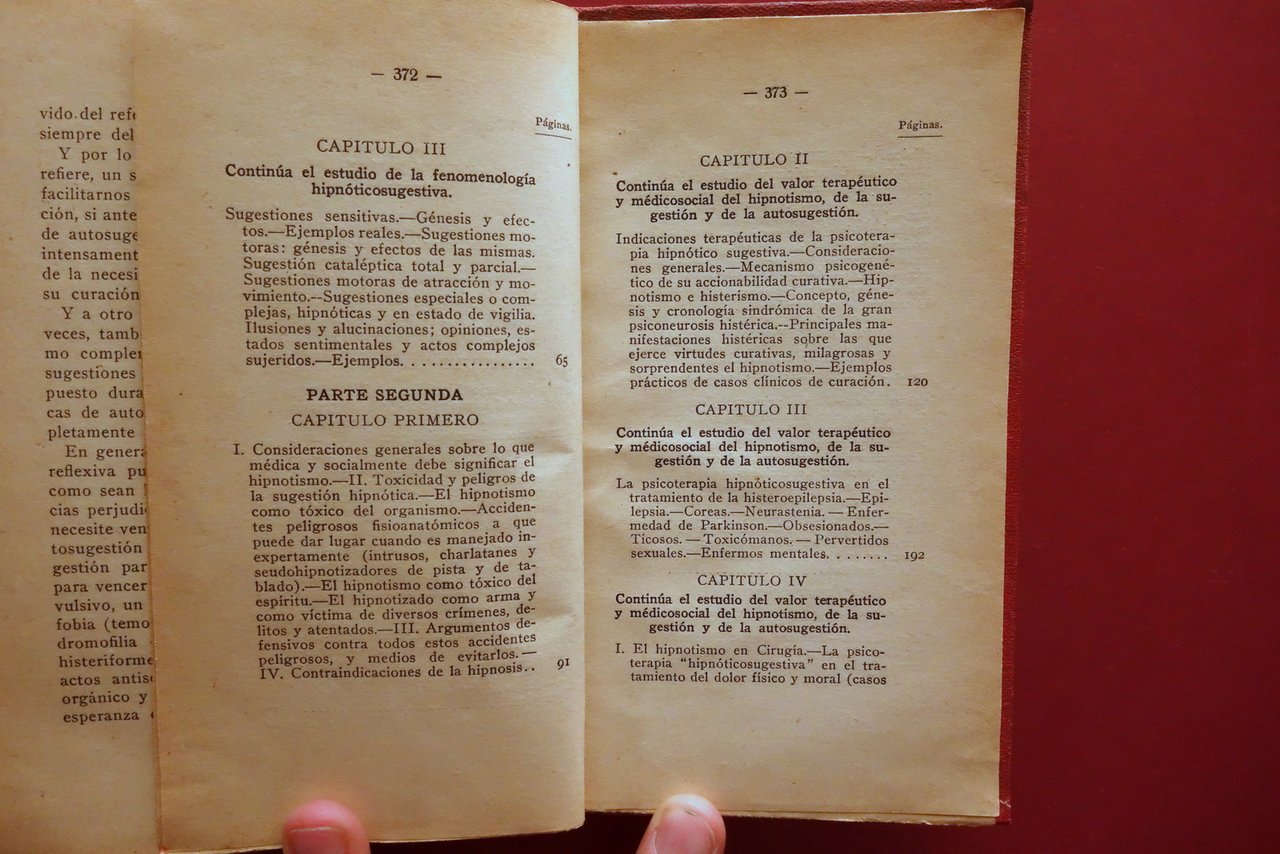 vido del
siempre del
Y por lo
refiere, un
facilitarnos
ción, si ante
de
de la
su curación
Y a otro
veces,
mo
sugestiones
puesto
cas de
pletamente
En
reflexiva
como sean
cias
necesite
tosugestión
gestión
para vencer
vulsivo, un
fobia
dromofilia
actos
orgánico y
esperanza
— 372 —
Páginas.
CAPITULO III
Continúa el estudio de la fenomenología
hipnóticosugestiva.
Sugestiones sensitivas.—Génesis y efec-
tos.—Ejemplos reales.—Sugestiones mo-
toras: génesis y efectos de las mismas.
Sugestión cataléptica total y parcial.—
Sugestiones motoras de atracción y mo-
vimiento.--Sugestiones especiales o com-
plejas, hipnóticas y en estado de vigilia.
Ilusiones y alucinaciones; opiniones, es-
tados sentimentales y actos complejos
sujeridos.—Ejemplos. . . . . . . . . . . . . . . . 65
PARTE SEGUNDA
CAPITULO PRIMERO
I. Consideraciones generales sobre lo que
médica y socialmente debe significar el
hipnotismo.—II. Toxicidad y peligros de
la sugestión hipnótica.—El hipnotismo
como tóxico del organismo.—Acciden-
tes peligrosos fisioanatómicos a que
puede dar lugar cuando es manejado in-
expertamente (intrusos, charlatanes y
seudohipnotizadores de pista y de ta-
blado).—El hipnotismo como tóxico del
espíritu.—El hipnotizado como arma y
como víctima de diversos crímenes, de-
litos y atentados.—III. Argumentos de-
fensivos contra todos estos accidentes
peligrosos, y medios de evitarlos.—
IV. Contraindicaciones de la hipnosis. . 91
— 373 —
Páginas.
CAPITULO II
Continúa el estudio del valor terapéutico
y médicosocial del hipnotismo, de la su-
gestión y de la autosugestión.
Indicaciones terapéuticas de la psicotera-
pia hipnótico sugestiva.—Consideracio-
nes generales.—Mecanismo psicogené-
tico de su accionabilidad curativa.—Hip-
notismo e histerismo.—Concepto, géne-
sis y cronología sindrómica de la gran
psiconeurosis histérica.--Principales ma-
nifestaciones histéricas sobre las que
ejerce virtudes curativas, milagrosas y
sorprendentes el hipnotismo.—Ejemplos
prácticos de casos clínicos de curación. 120
CAPITULO III
Continúa el estudio del valor terapéutico
y médicosocial del hipnotismo, de la su-
gestión y de la autosugestión.
La psicoterapia hipnóticosugestiva en el
tratamiento de la histeroepilepsia.—Epi-
lepsia.—Coreas.—Neurastenia. — Enfer-
medad de Parkinson.—Obsesionados.—
Ticosos. — Toxicómanos. — Pervertidos
sexuales.—Enfermos mentales. . . . . . . . 192
CAPITULO IV
Continúa el estudio del valor terapéutico
y médicosocial del hipnotismo, de la su-
gestión y de la autosugestión.
I. El hipnotismo en Cirugía.—La psico-
terapia “hipnóticosugestiva” en el tra-
tamiento del dolor físico y moral (casos